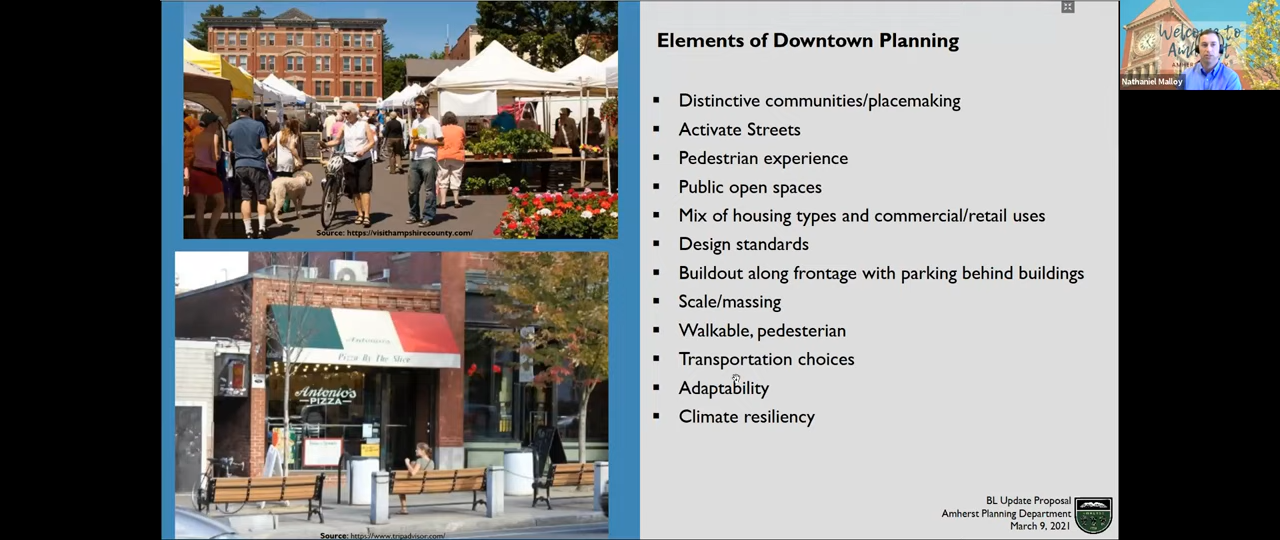 Elements of Downtown Planning
Distinctive communities/placemaking
Activate Streets
Pedestrian experience
Public open spaces
Mix of housing types and commercial/retail uses
Design standards
Buildout along frontage with parking behind buildings
Scale/massing
Walkable, pedesterian
Transportation choices
Adaptability
Climate resiliency
BL Update Proposal
Amherst Planning Department
March 9, 2021
Source: https://visithampshirecounty.com/
Antonio's
Pizza By The Slice
Antonio's
PIZZA
Source: https://www.tripadvisor.com/
Welcome to
Nathaniel Malloy